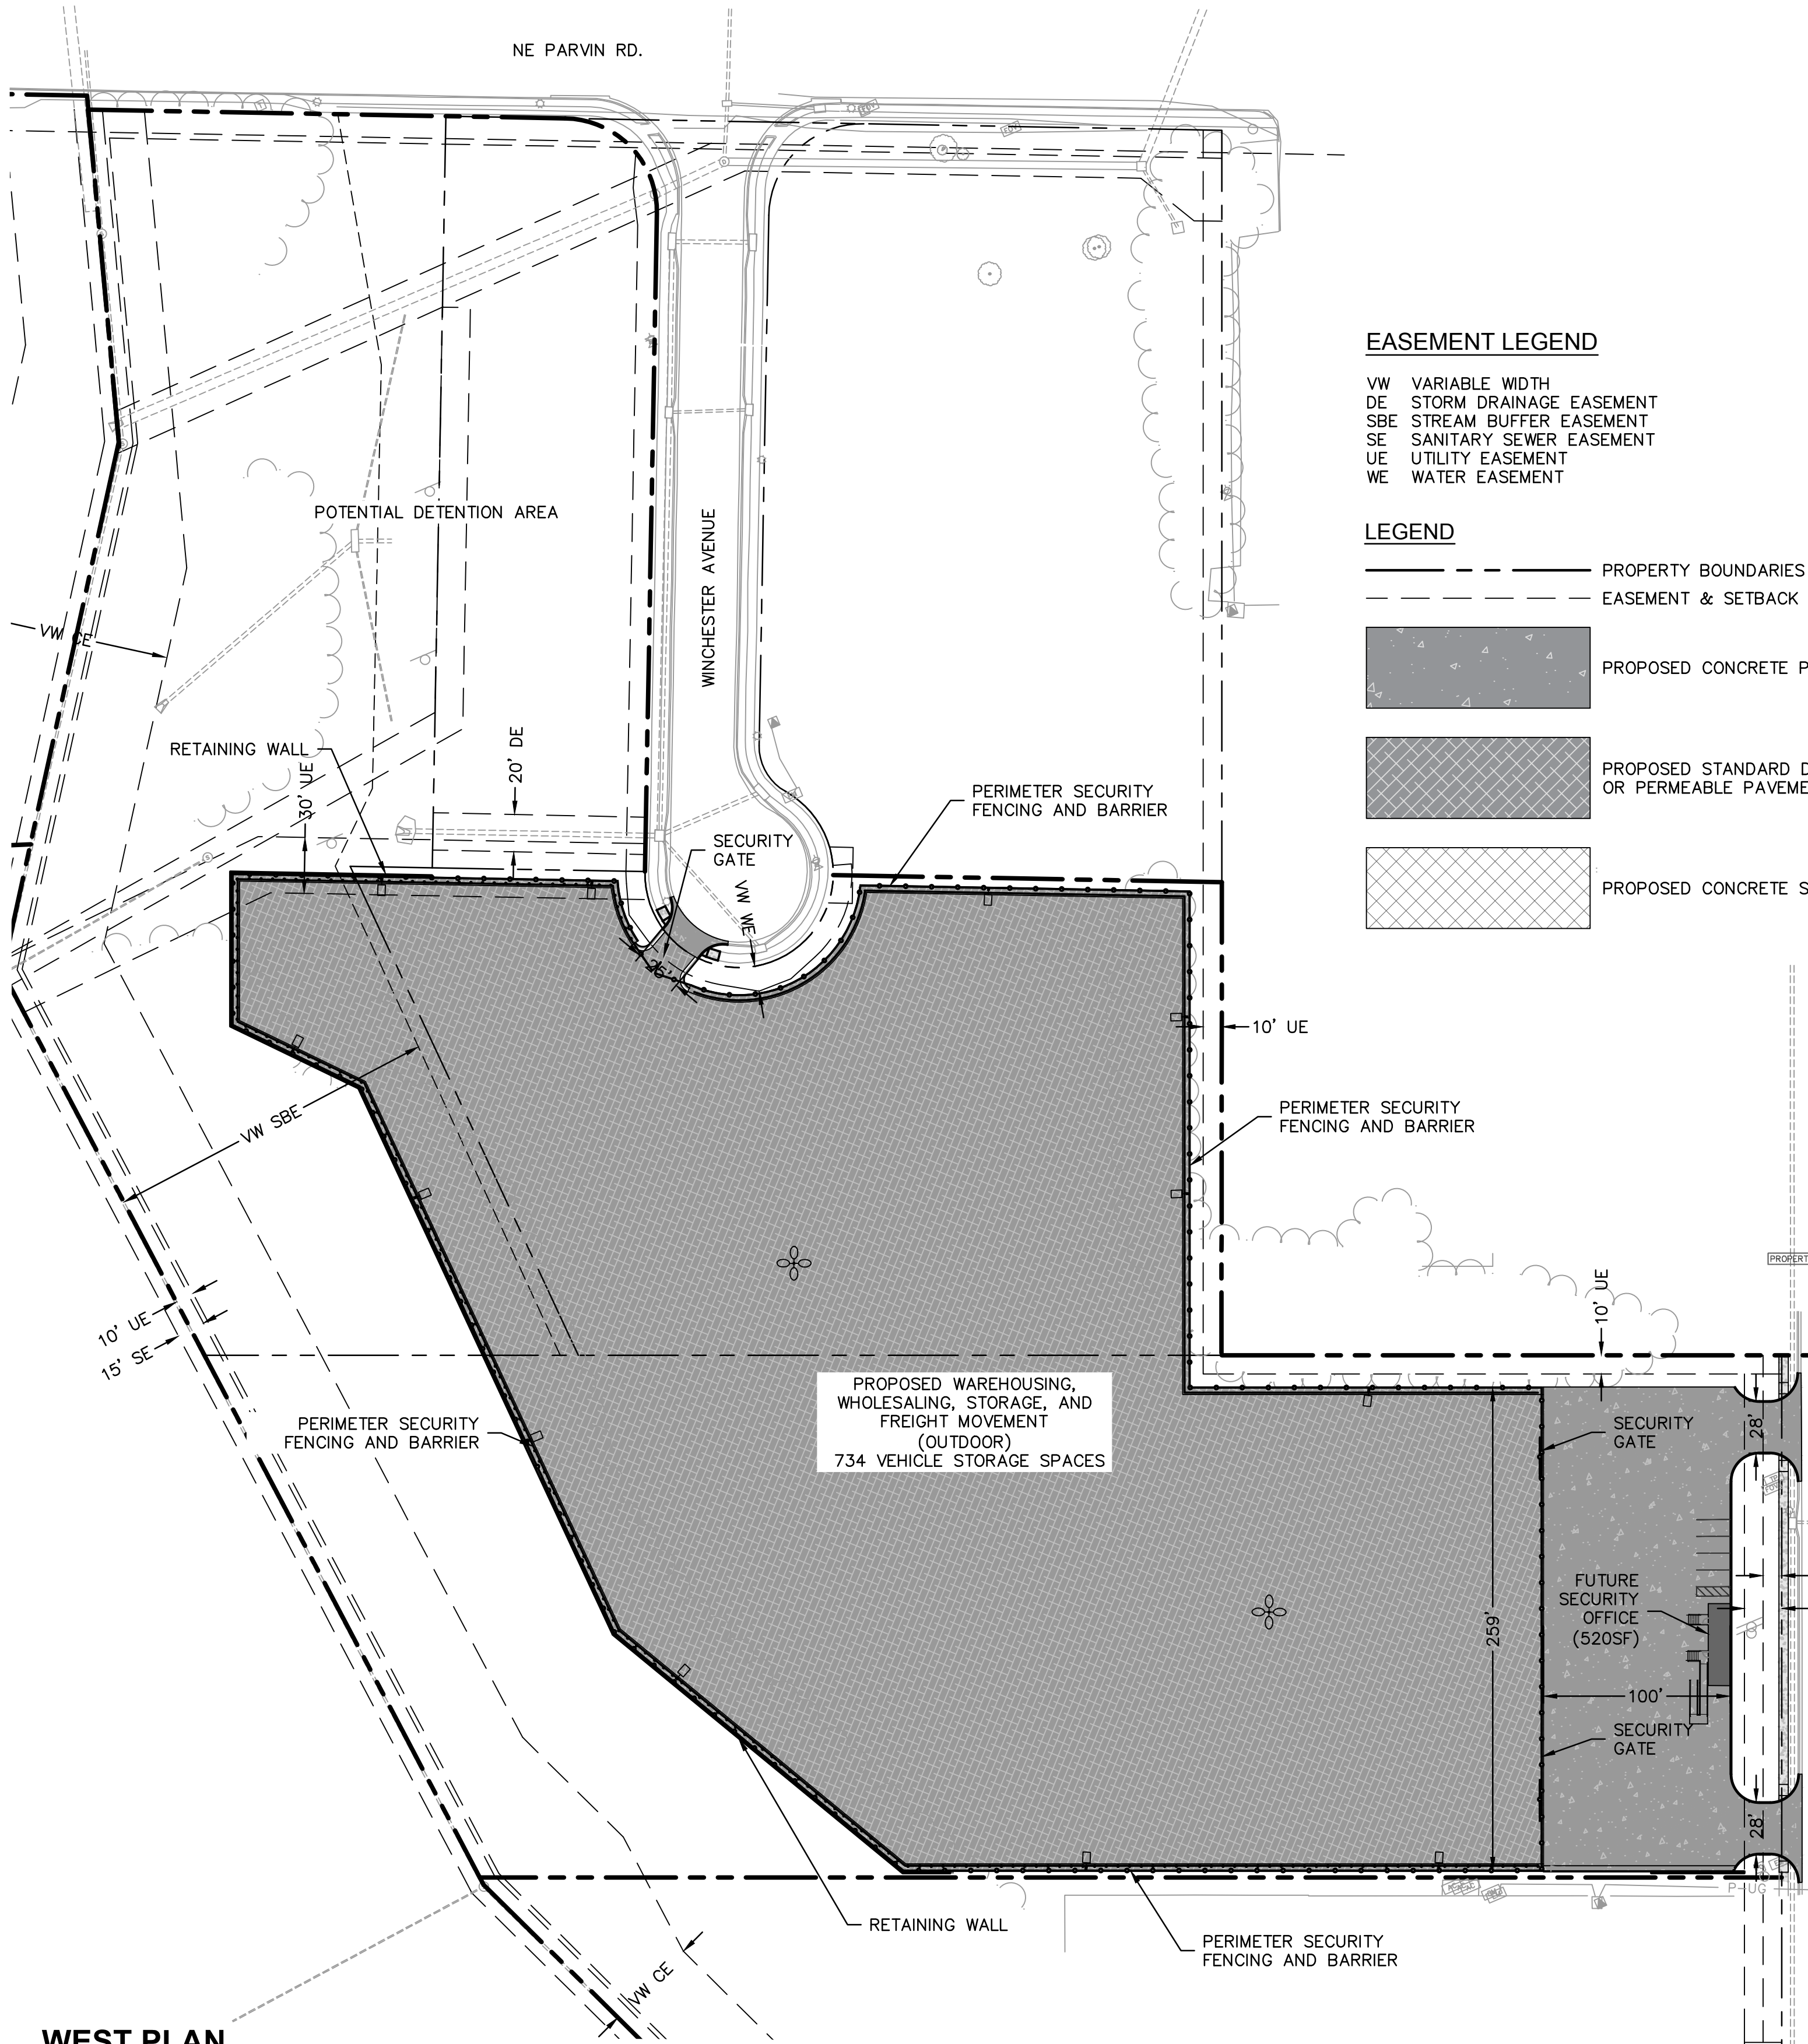 NE PARVIN RD.
EASEMENT LEGEND
VW VARIABLE WIDTH
DE STORM DRAINAGE EASEMENT
SBE STREAM BUFFER EASEMENT
SE SANITARY SEWER EASEMENT
UE UTILITY EASEMENT
WE WATER EASEMENT
LEGEND
PROPERTY BOUNDARIES
EASEMENT & SETBACK
PROPOSED CONCRETE P
PROPOSED STANDARD D
OR PERMEABLE PAVEME
PROPOSED CONCRETE S
POTENTIAL DETENTION AREA
WINCHESTER AVENUE
VW CE
RETAINING WALL
30' UE
20' DE
PERIMETER SECURITY
FENCING AND BARRIER
SECURITY
GATE
VW WE
26'
10' UE
PERIMETER SECURITY
FENCING AND BARRIER
VW SBE
PROPERT
10' UE
10' UE
15' SE
PROPOSED WAREHOUSING,
WHOLESALING, STORAGE, AND
FREIGHT MOVEMENT
(OUTDOOR)
734 VEHICLE STORAGE SPACES
PERIMETER SECURITY
FENCING AND BARRIER
SECURITY
GATE
28'
FUTURE
SECURITY
OFFICE
(520SF)
259'
100'
SECURITY
GATE
28'
P-UG
RETAINING WALL
PERIMETER SECURITY
FENCING AND BARRIER
VW CE
WEST PLAN